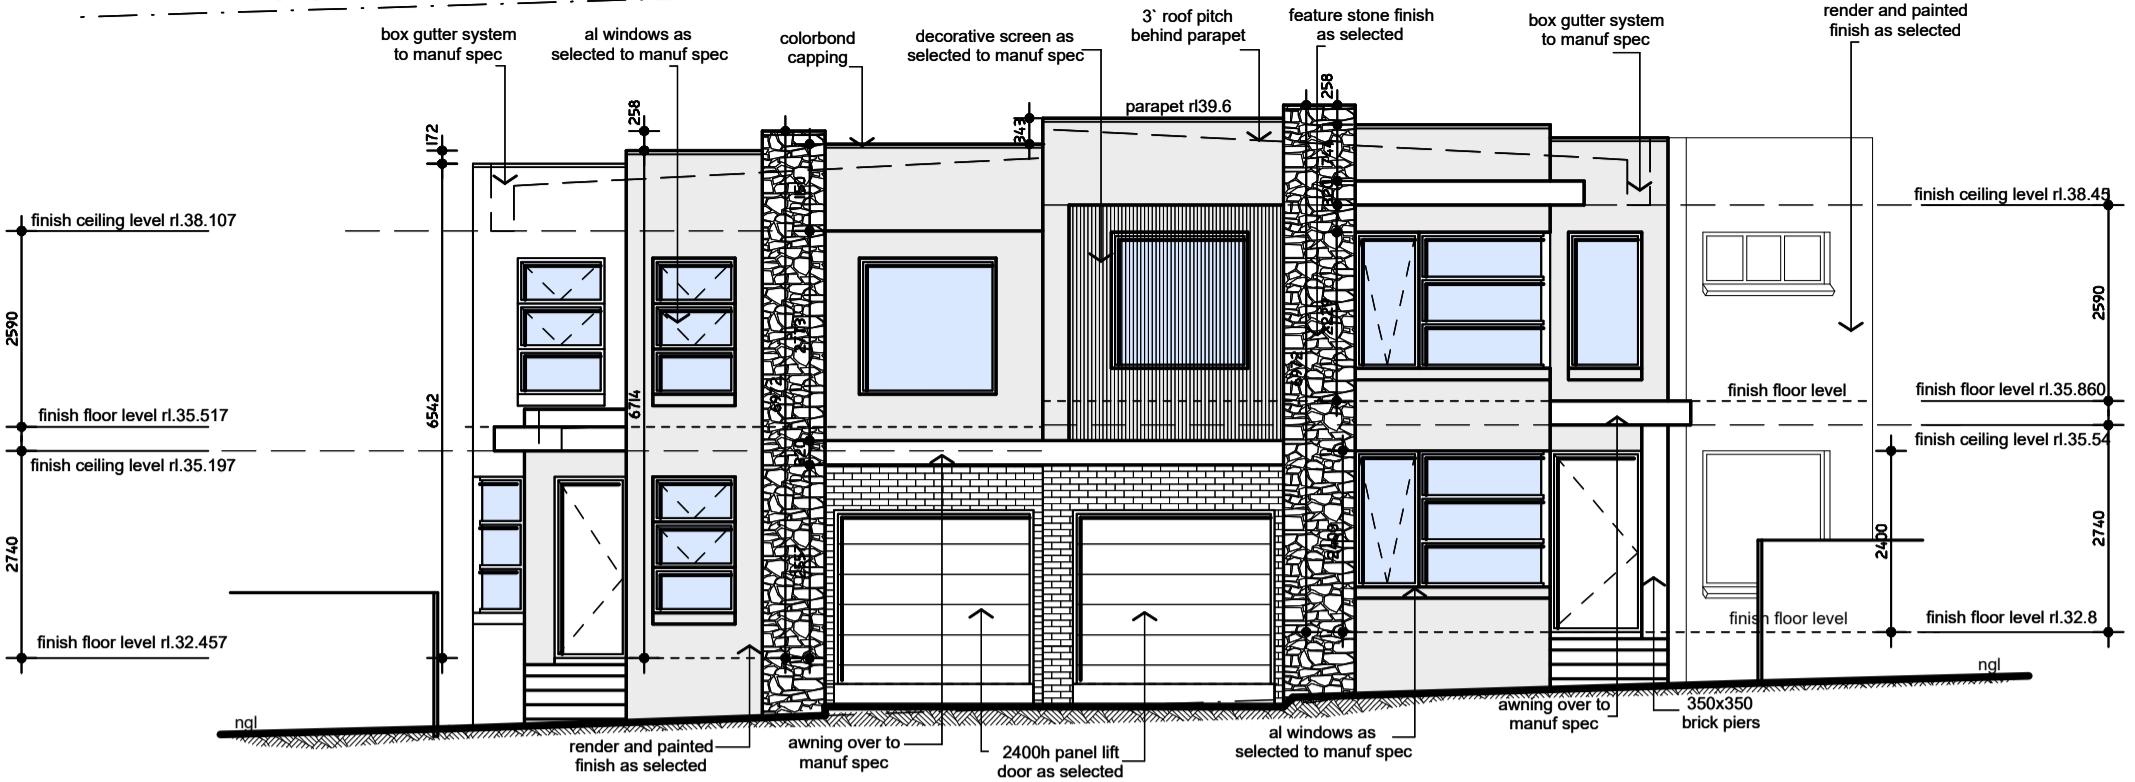 box gutter system
to manuf spec
al windows as
selected to manuf spec
colorbond
capping
decorative screen as
selected to manuf spec
3` roof pitch
behind parapet
feature stone finish
as selected
box gutter system
to manuf spec
render and painted
finish as selected
172
258
343
parapet rl39.6
258
finish ceiling level rl.38.107
finish ceiling level rl.38.45
2590
2590
6542
6714
6972
6972
finish floor level rl.35.517
finish ceiling level rl.35.197
finish floor level
finish floor level rl.35.860
finish ceiling level rl.35.54
2740
2400
2740
finish floor level rl.32.457
finish floor level
finish floor level rl.32.8
ngl
ngl
render and painted
finish as selected
awning over to
manuf spec
2400h panel lift
door as selected
al windows as
selected to manuf spec
awning over to
manuf spec
350x350
brick piers